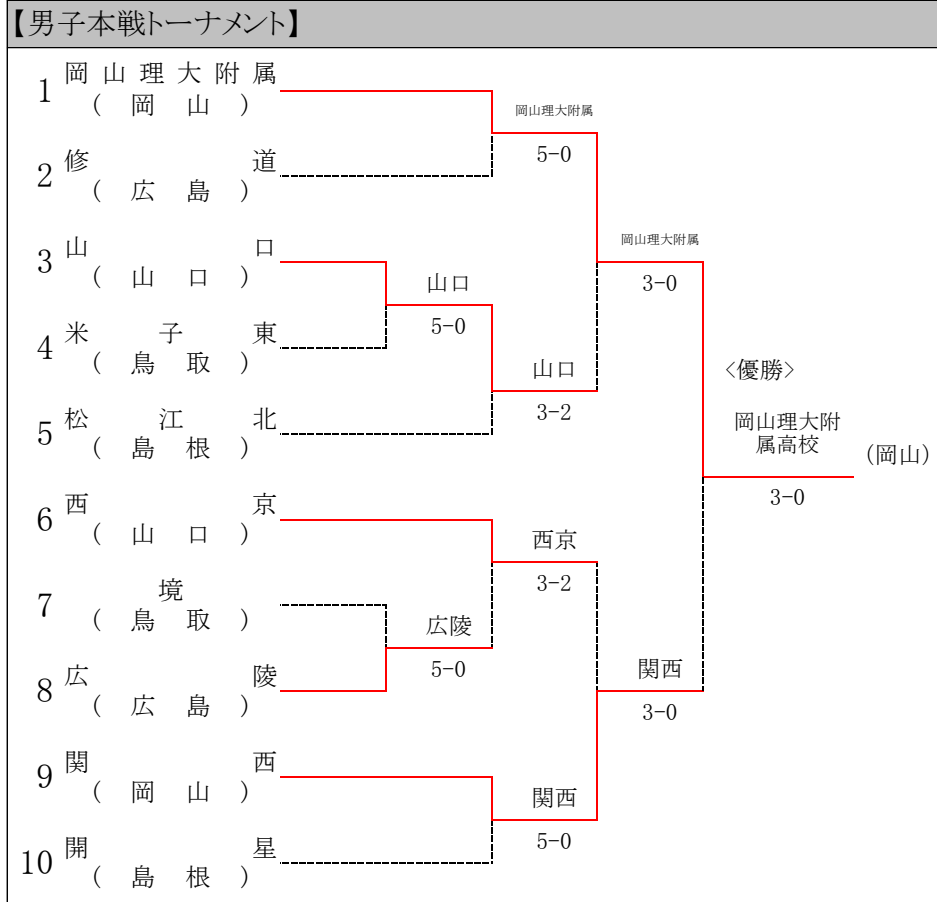 【男子本戦トーナメント】
1 岡山理大附属
(岡山)
2 修道
(広島)
3 山口
(山口)
4 米子東
(鳥取)
5 松江北
(島根)
6 西京
(山口)
7 境
(鳥取)
8 広陵
(広島)
9 関西
(岡山)
10 開星
(島根)
山口
5-0
広陵
5-0
岡山理大附属
5-0
山口
3-2
西京
3-2
関西
5-0
岡山理大附属
3-0
関西
3-0
<優勝>
岡山理大附
属高校
(岡山)
3-0